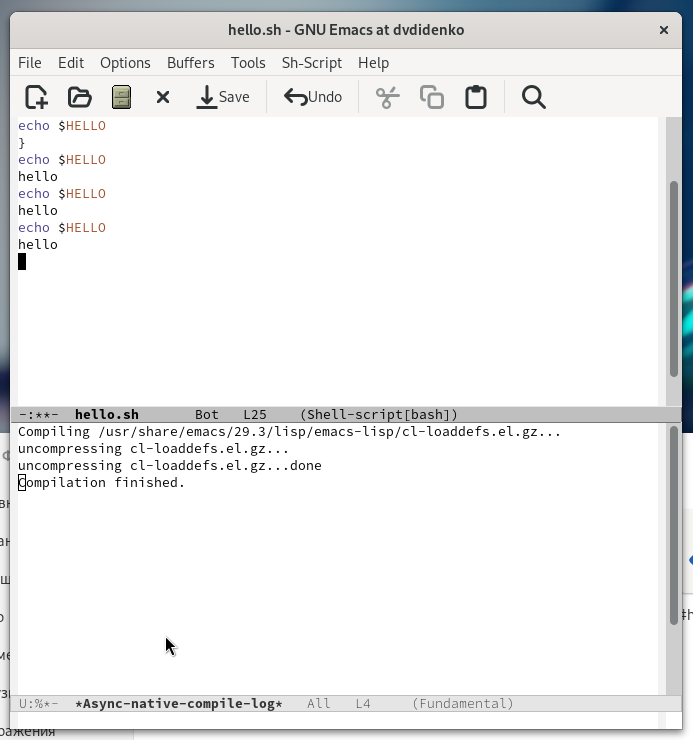 hello.sh - GNU Emacs at dvdidenko
File Edit Options Buffers Tools Sh-Script Help
Save Undo
echo $HELLO
}
echo $HELLO
hello
echo $HELLO
hello
echo $HELLO
hello
-:**- hello.sh Bot L25 (Shell-script[bash])
Compiling /usr/share/emacs/29.3/lisp/emacs-lisp/cl-loaddefs.el.gz...
uncompressing cl-loaddefs.el.gz...
uncompressing cl-loaddefs.el.gz...done
Compilation finished.
U:%*- *Async-native-compile-log* All L4 (Fundamental)